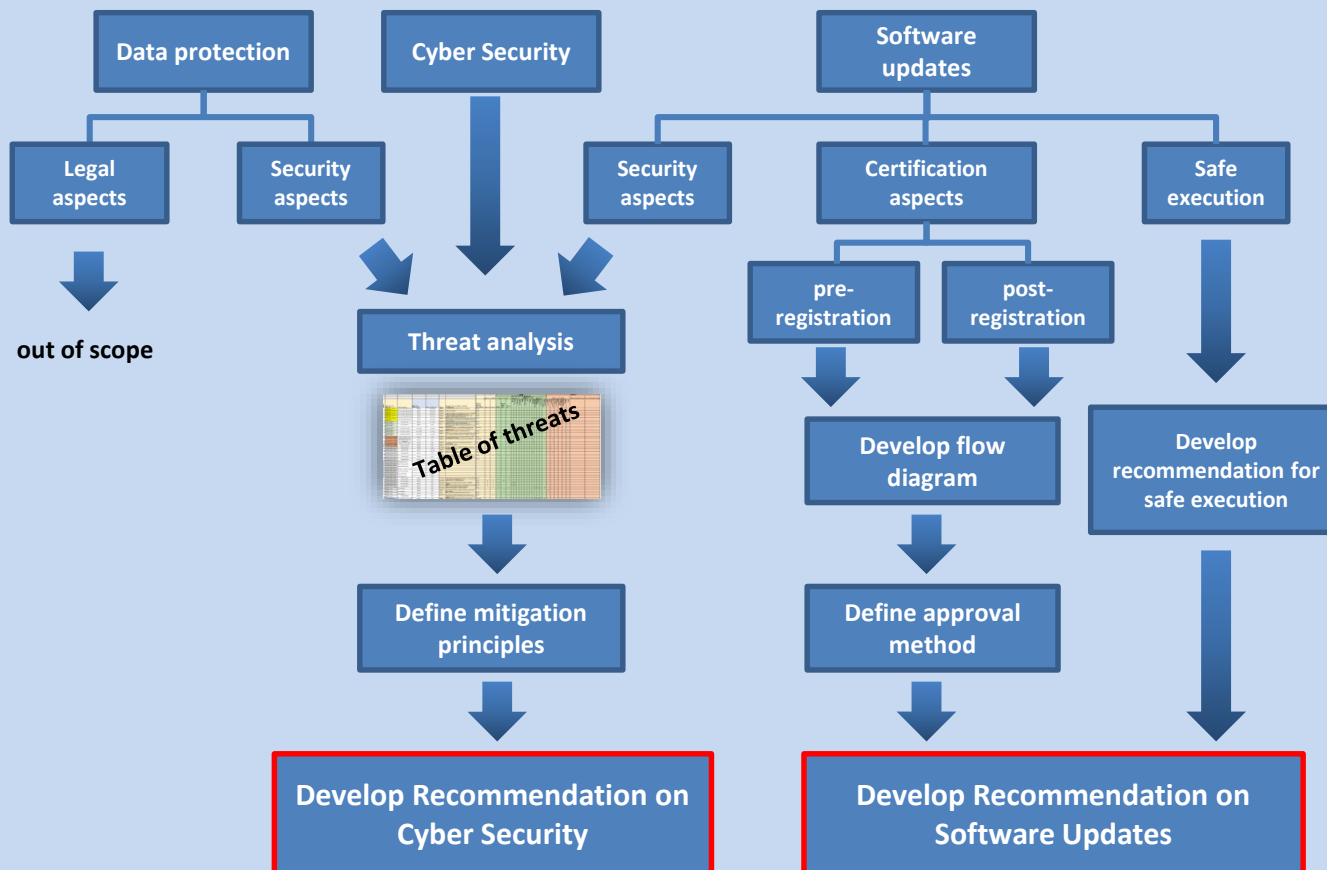 Data protection
Cyber Security
Software
updates
Legal
aspects
Security
aspects
Security
aspects
Certification
aspects
Safe
execution
pre-
registration
post-
registration
out of scope
Threat analysis
Table of threats
Develop flow
diagram
Develop
recommendation for
safe execution
Define mitigation
principles
Define approval
method
Develop Recommendation on
Cyber Security
Develop Recommendation on
Software Updates